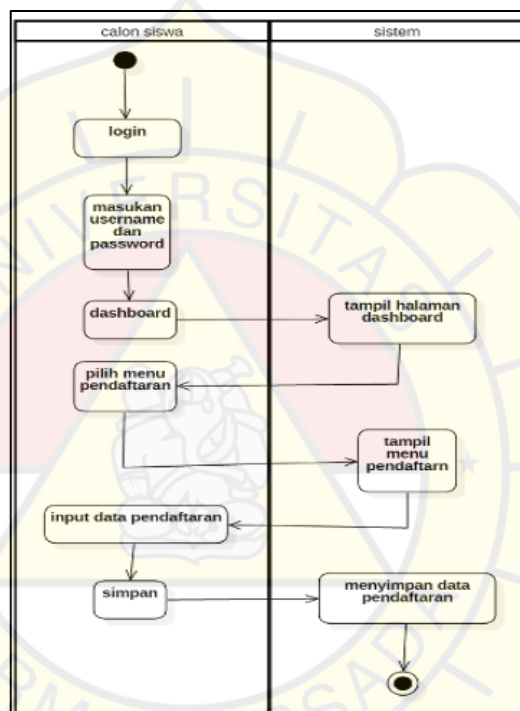 calon siswa
sistem
login
masukan
username
dan
password
dashboard
tampil halaman
dashboard
pilih menu
pendaftaran
tampil
menu
pendaftarn
input data pendaftaran
simpan
menyimpan data
pendaftaran
UNIVERSITAS